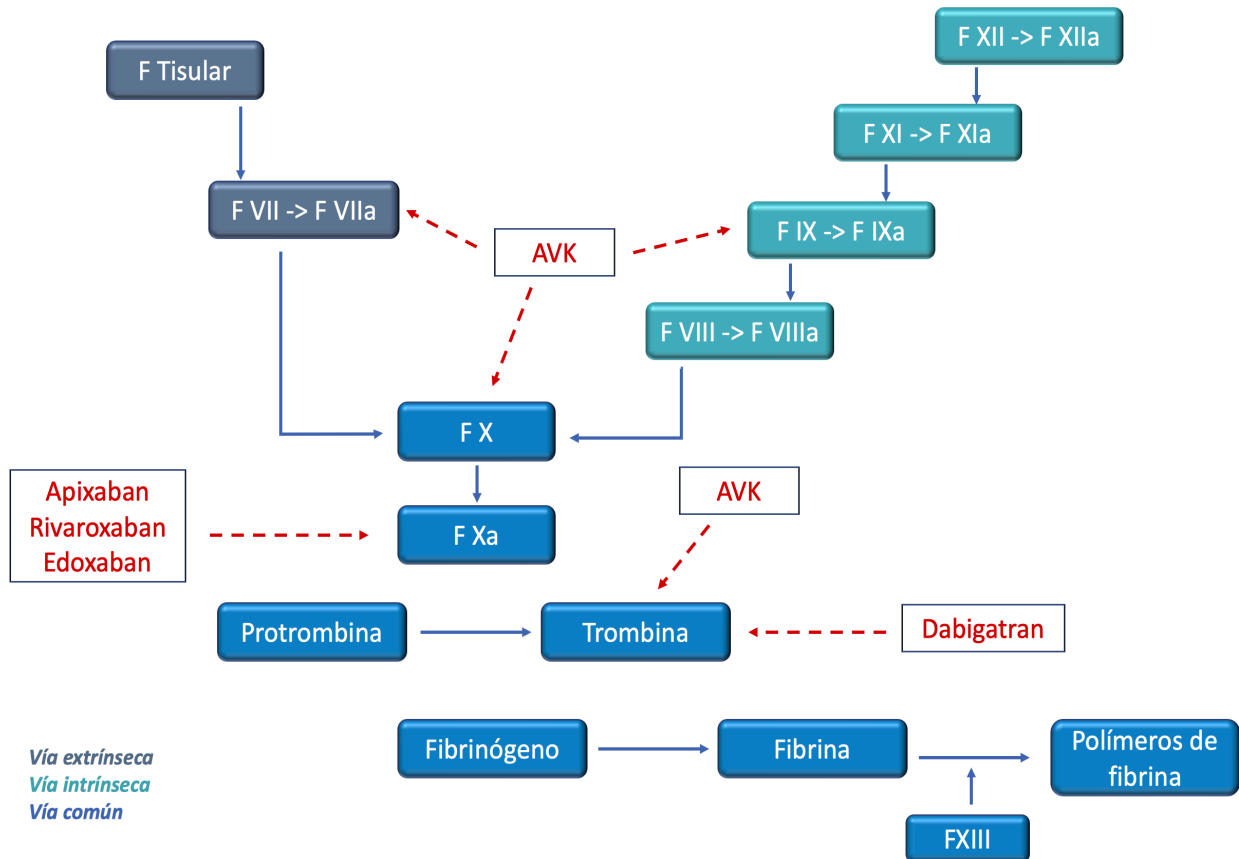 F XII -> F XIIa
F Tisular
F XI -> F XIa
F VII -> F VIIa
F IX -> F IXa
AVK
F VIII -> F VIIIa
F X
Apixaban
Rivaroxaban
Edoxaban
AVK
F Xa
Protrombina
Trombina
Dabigatran
Fibrinógeno
Fibrina
Polímeros de
fibrina
FXIII
Vía extrínseca
Vía intrínseca
Vía común